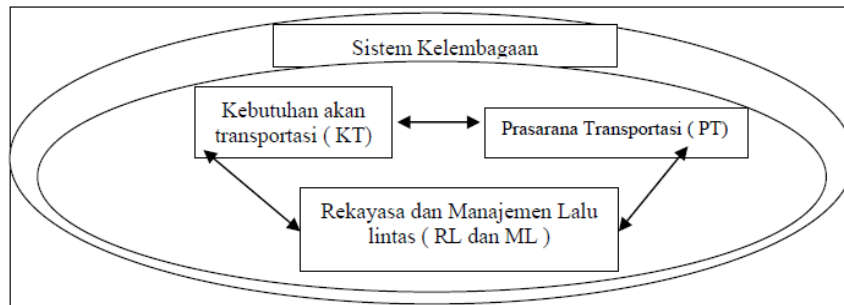 Sistem Kelembagaan
Kebutuhan akan
transportasi ( KT)
Prasarana Transportasi ( PT)
Rekayasa dan Manajemen Lalu
lintas ( RL dan ML )